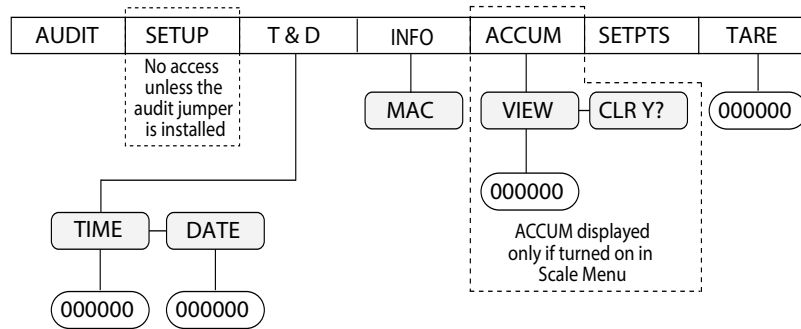 AUDIT SETUP T & D INFO ACCUM SETPTS TARE
No access
unless the
audit jumper
is installed
MAC VIEW CLR Y? 000000
000000
TIME DATE
ACCUM displayed
only if turned on in
Scale Menu
000000 000000